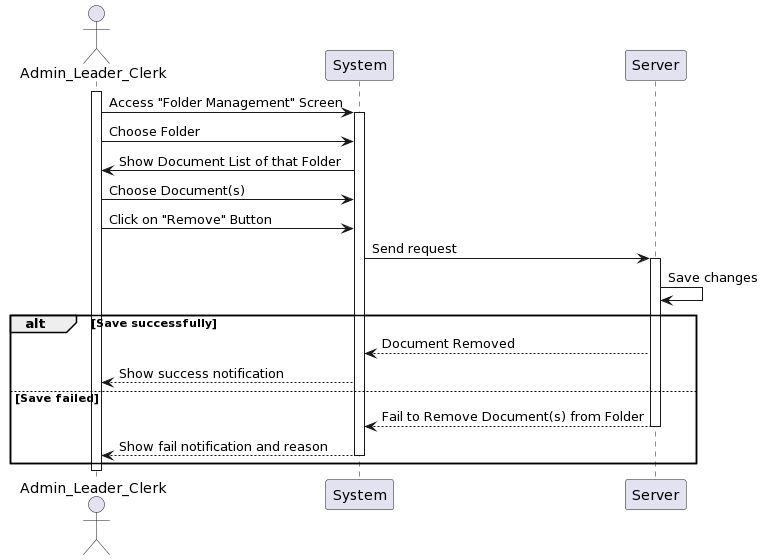 Admin_Leader_Clerk
System
Server
Access "Folder Management" Screen
Choose Folder
Show Document List of that Folder
Choose Document(s)
Click on "Remove" Button
Send request
Save changes
alt
[Save successfully]
Document Removed
Show success notification
[Save failed]
Fail to Remove Document(s) from Folder
Show fail notification and reason
Admin_Leader_Clerk
System
Server